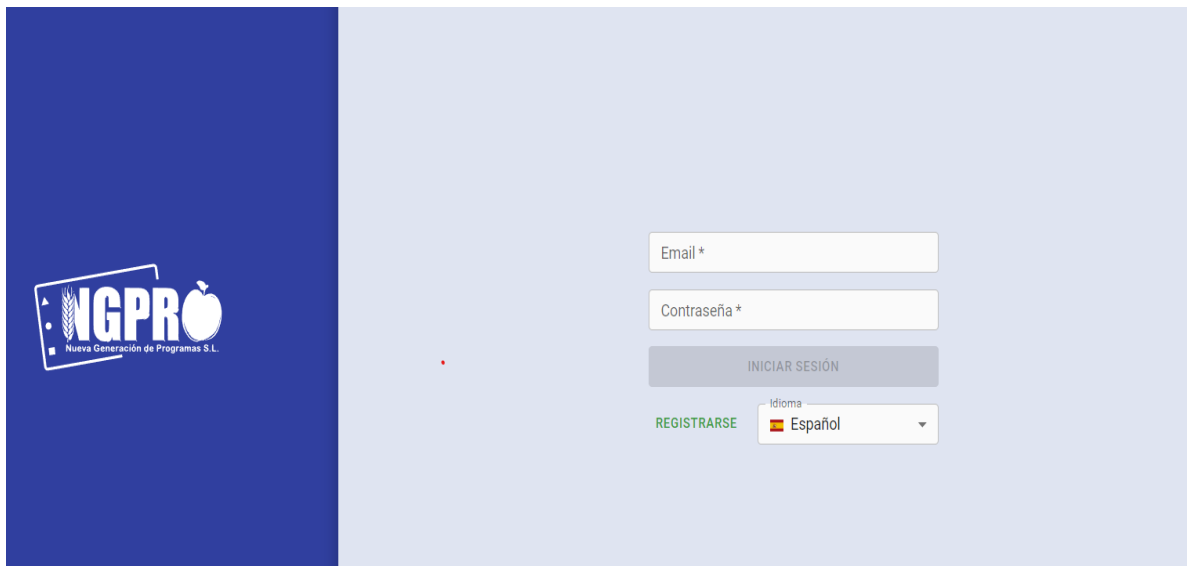 NGPRO
Nueva Generación de Programas S.L.
Email *
Contraseña *
INICIAR SESIÓN
REGISTRARSE
Idioma
Español